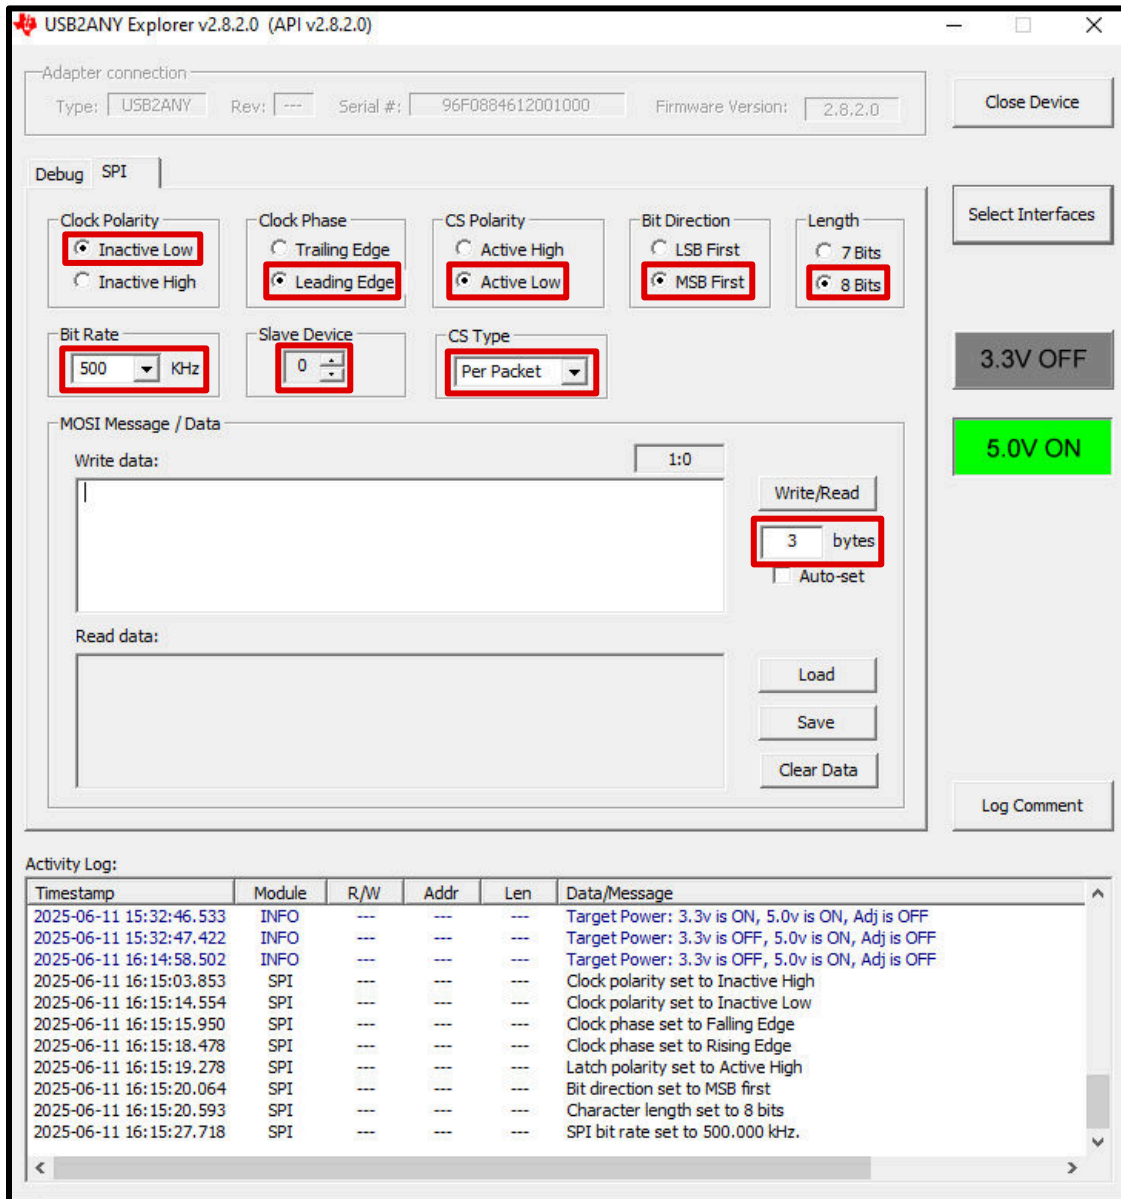 USB2ANY Explorer v2.8.2.0 (API v2.8.2.0)
Adapter connection
Type: USB2ANY Rev: --- Serial #: 96F0884612001000 Firmware Version: 2.8.2.0
Close Device
Debug SPI
Select Interfaces
Clock Polarity
Inactive Low
Inactive High
Clock Phase
Trailing Edge
Leading Edge
CS Polarity
Active High
Active Low
Bit Direction
LSB First
MSB First
Length
7 Bits
8 Bits
Bit Rate
500 KHz
Slave Device
0
CS Type
Per Packet
3.3V OFF
5.0V ON
MOSI Message / Data
Write data: 1:0
Write/Read
3 bytes
Auto-set
Read data:
Load
Save
Clear Data
Log Comment
Activity Log:
Timestamp Module R/W Addr Len Data/Message
2025-06-11 15:32:46.533 INFO --- --- --- Target Power: 3.3v is ON, 5.0v is ON, Adj is OFF
2025-06-11 15:32:47.422 INFO --- --- --- Target Power: 3.3v is OFF, 5.0v is ON, Adj is OFF
2025-06-11 16:14:58.502 INFO --- --- --- Target Power: 3.3v is OFF, 5.0v is ON, Adj is OFF
2025-06-11 16:15:03.853 SPI --- --- --- Clock polarity set to Inactive High
2025-06-11 16:15:14.554 SPI --- --- --- Clock polarity set to Inactive Low
2025-06-11 16:15:15.950 SPI --- --- --- Clock phase set to Falling Edge
2025-06-11 16:15:18.478 SPI --- --- --- Clock phase set to Rising Edge
2025-06-11 16:15:19.278 SPI --- --- --- Latch polarity set to Active High
2025-06-11 16:15:20.064 SPI --- --- --- Bit direction set to MSB first
2025-06-11 16:15:20.593 SPI --- --- --- Character length set to 8 bits
2025-06-11 16:15:27.718 SPI --- --- --- SPI bit rate set to 500.000 kHz.